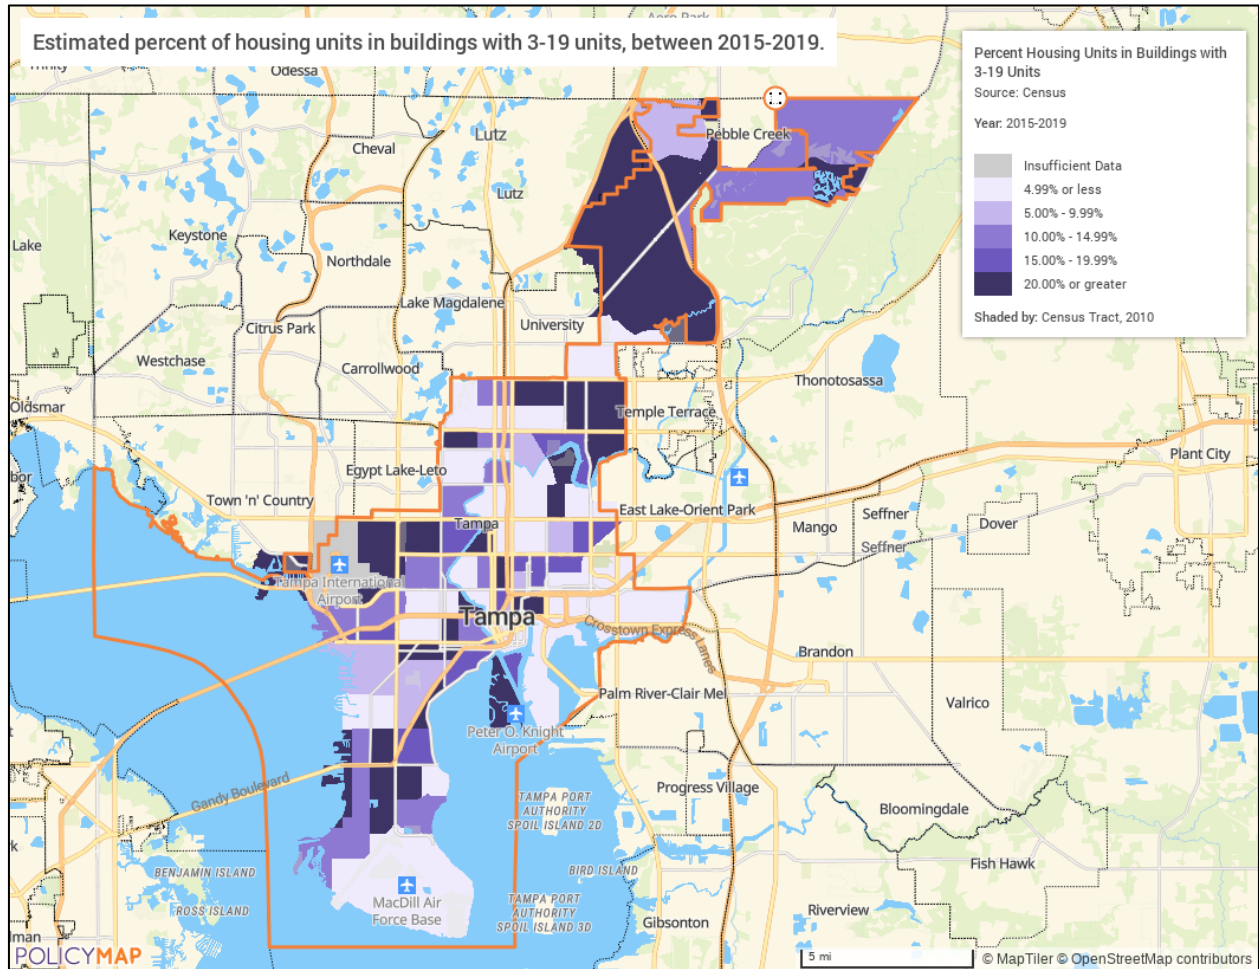 Aero Park
Estimated percent of housing units in buildings with 3-19 units, between 2015-2019.
Trinity
Odessa
Percent Housing Units in Buildings with
3-19 Units
Source: Census
Year: 2015-2019
Insufficient Data
4.99% or less
5.00% - 9.99%
10.00% - 14.99%
15.00% - 19.99%
20.00% or greater
Shaded by: Census Tract, 2010
Lutz
Pebble Creek
Cheval
Lutz
Keystone
Lake
Northdale
Lake Magdalene
University
Citrus Park
Westchase
Carrollwood
Thonotosassa
Oldsmar
Temple Terrace
Plant City
Egypt Lake-Leto
bor
Town 'n' Country
East Lake-Orient Park
Seffner
Mango
Dover
Tampa
Seffner
Tampa International
Airport
Tampa
Crosstown Express Lanes
Brandon
Palm River-Clair Mel
Valrico
Peter O. Knight
Airport
Gandy Boulevard
Progress Village
TAMPA PORT
AUTHORITY
SPOIL ISLAND 2D
Bloomingdale
Fish Hawk
BENJAMIN ISLAND
BIRD ISLAND
MacDill Air
Force Base
ROSS ISLAND
TAMPA PORT
AUTHORITY
SPOIL ISLAND 3D
Riverview
Gibsonton
lman
POLICYMAP
5 mi
© MapTiler © OpenStreetMap contributors